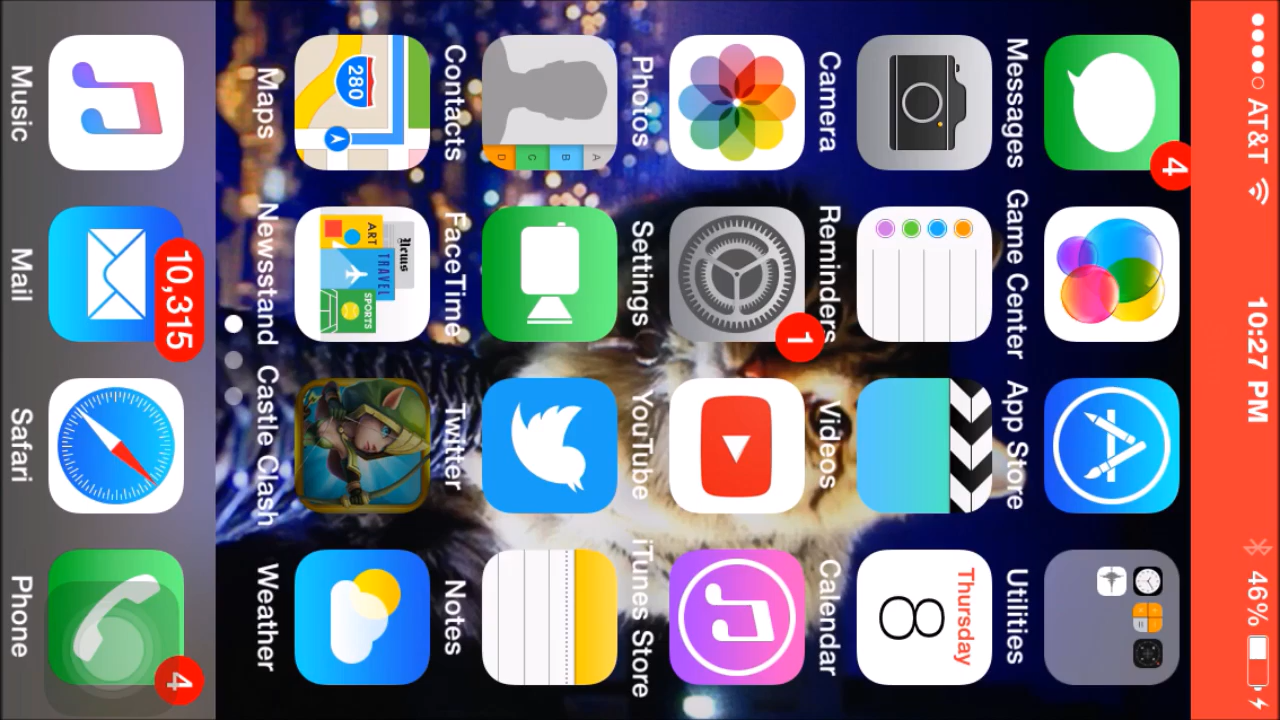 ●●●●○ AT&T 10:27 PM 46%
4
Messages Game Center App Store Utilities
Thursday
8
Camera Reminders Videos Calendar
1
Photos Settings YouTube iTunes Store
A
B
C
D
Contacts FaceTime Twitter Notes
280
News
ART
TRAVEL
SPORTS
Maps Newsstand Castle Clash Weather
10,315
4
Music Mail Safari Phone